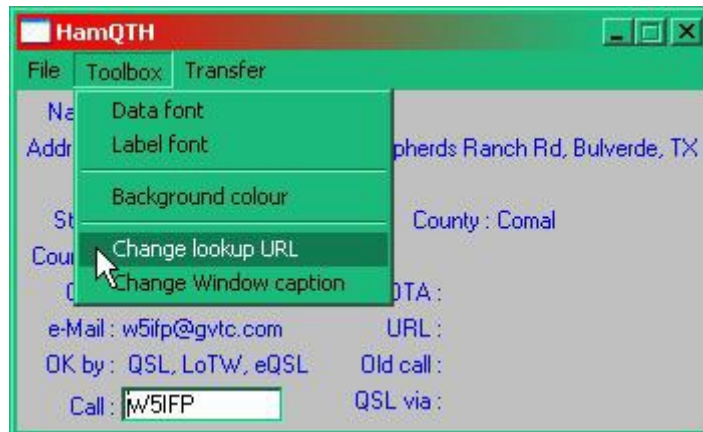 HamQTH
File Toolbox Transfer
Data font
Label font
pherds Ranch Rd, Bulverde, TX
Background colour
County : Comal
Change lookup URL
Change Window caption
e-Mail : w5ifp@gvtc.com URL :
OK by : QSL, LoTW, eQSL Old call :
Call : W5IFP QSL via :